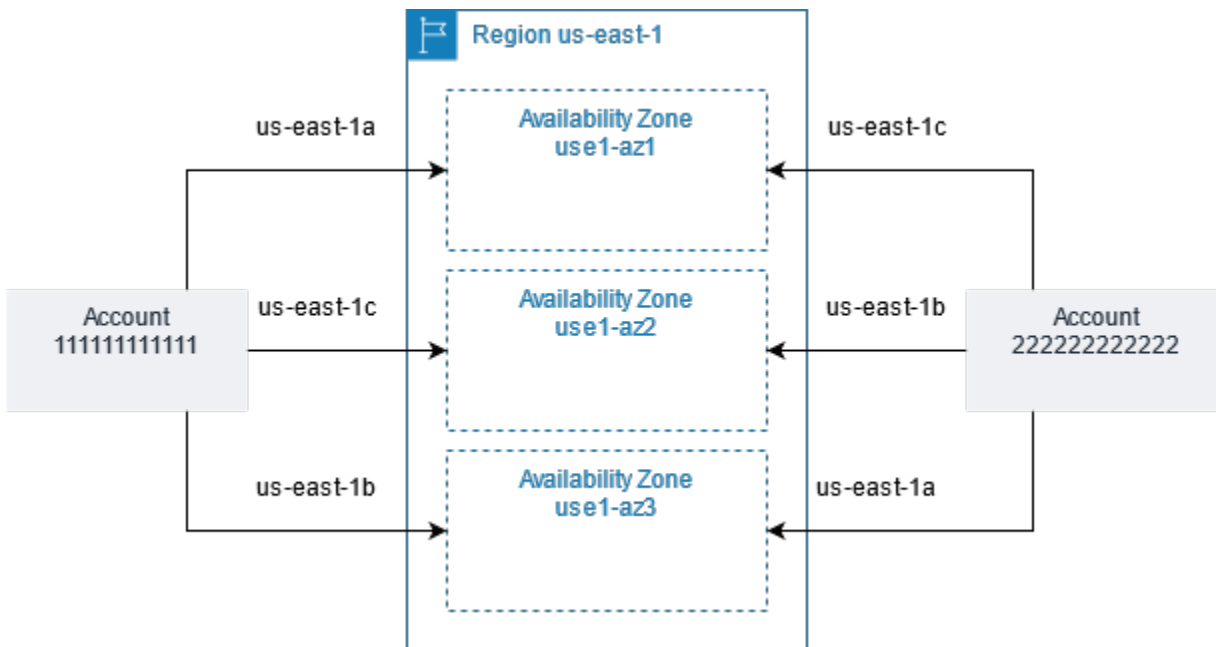 Region us-east-1
us-east-1a
Availability Zone
use1-az1
us-east-1c
Account
111111111111
us-east-1c
Availability Zone
use1-az2
us-east-1b
Account
222222222222
us-east-1b
Availability Zone
use1-az3
us-east-1a